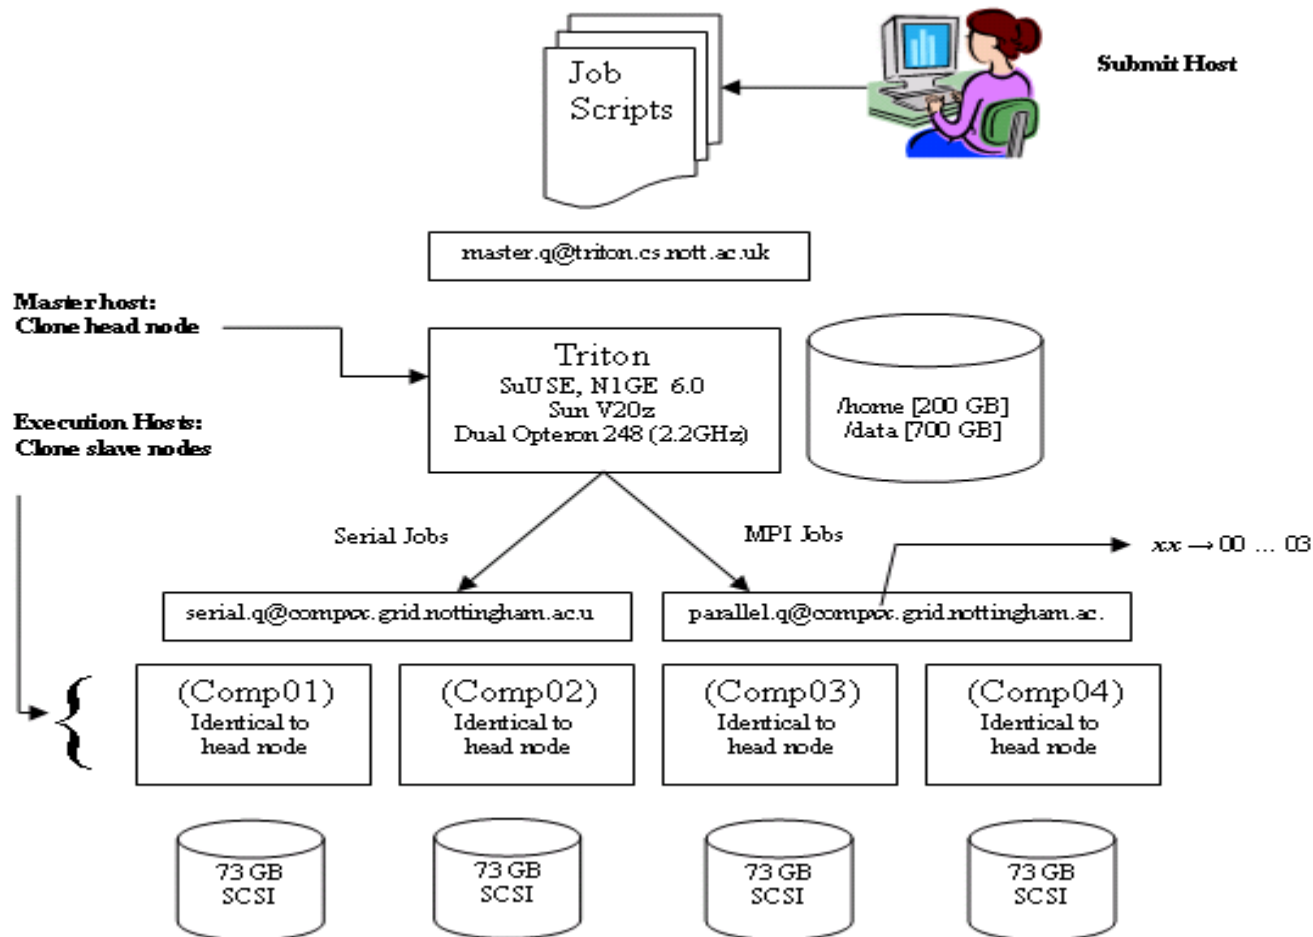 Job
Scripts
Submit Host
master.q@triton.cs.nott.ac.uk
Master host:
Clone head node
Triton
SuUSE, N1GE 6.0
Sun V20z
Dual Opteron 248 (2.2GHz)
/home [200 GB]
/data [700 GB]
Execution Hosts:
Clone slave nodes
Serial Jobs
MPI Jobs
xx → 00 ... 03
serial.q@compxx.grid.nottingham.ac.u
parallel.q@compxx.grid.nottingham.ac.
(Comp01)
Identical to
head node
(Comp02)
Identical to
head node
(Comp03)
Identical to
head node
(Comp04)
Identical to
head node
73 GB
SCSI
73 GB
SCSI
73 GB
SCSI
73 GB
SCSI